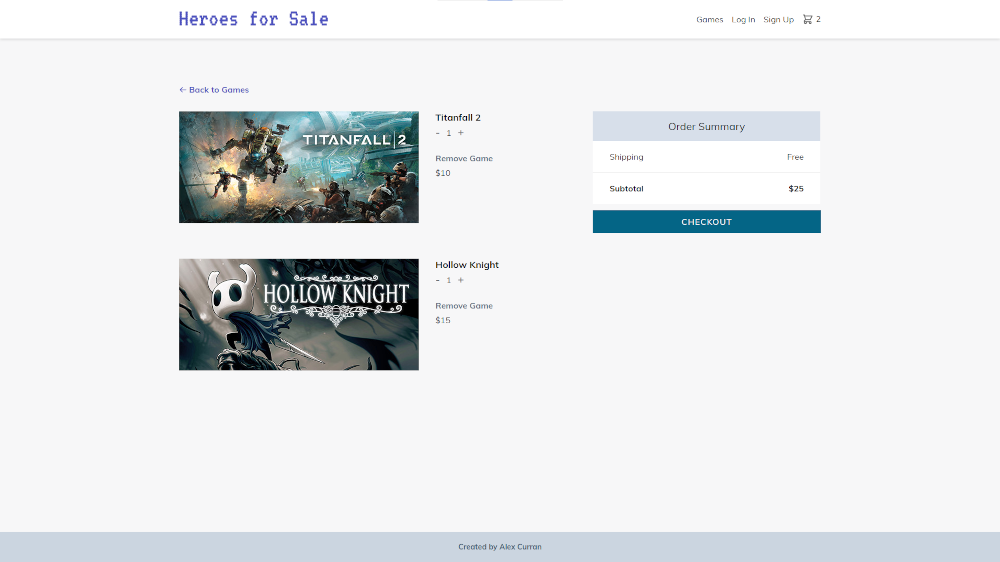 Heroes for Sale
Games Log In Sign Up 2
← Back to Games
TITANFALL|2
Titanfall 2
- 1 +
Remove Game
$10
HOLLOW KNIGHT
Hollow Knight
- 1 +
Remove Game
$15
Order Summary
Shipping Free
Subtotal $25
CHECKOUT
Created by Alex Curran